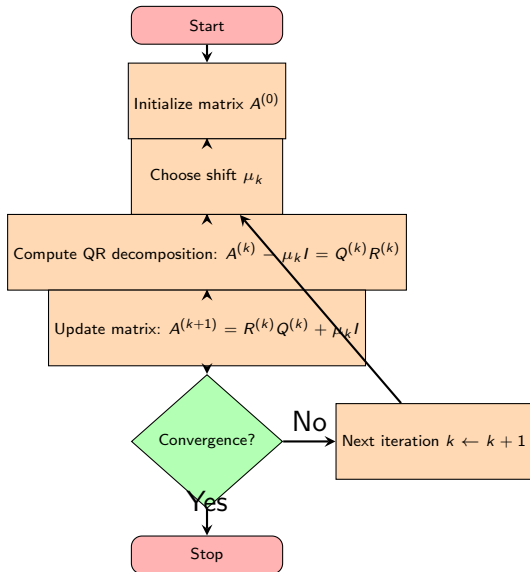 Start
Initialize matrix A^{(0)}
Choose shift μ_k
Compute QR decomposition: A^{(k)} − μ_k I = Q^{(k)} R^{(k)}
Update matrix: A^{(k+1)} = R^{(k)} Q^{(k)} + μ_k I
Convergence?
No
Next iteration k ← k + 1
Yes
Stop